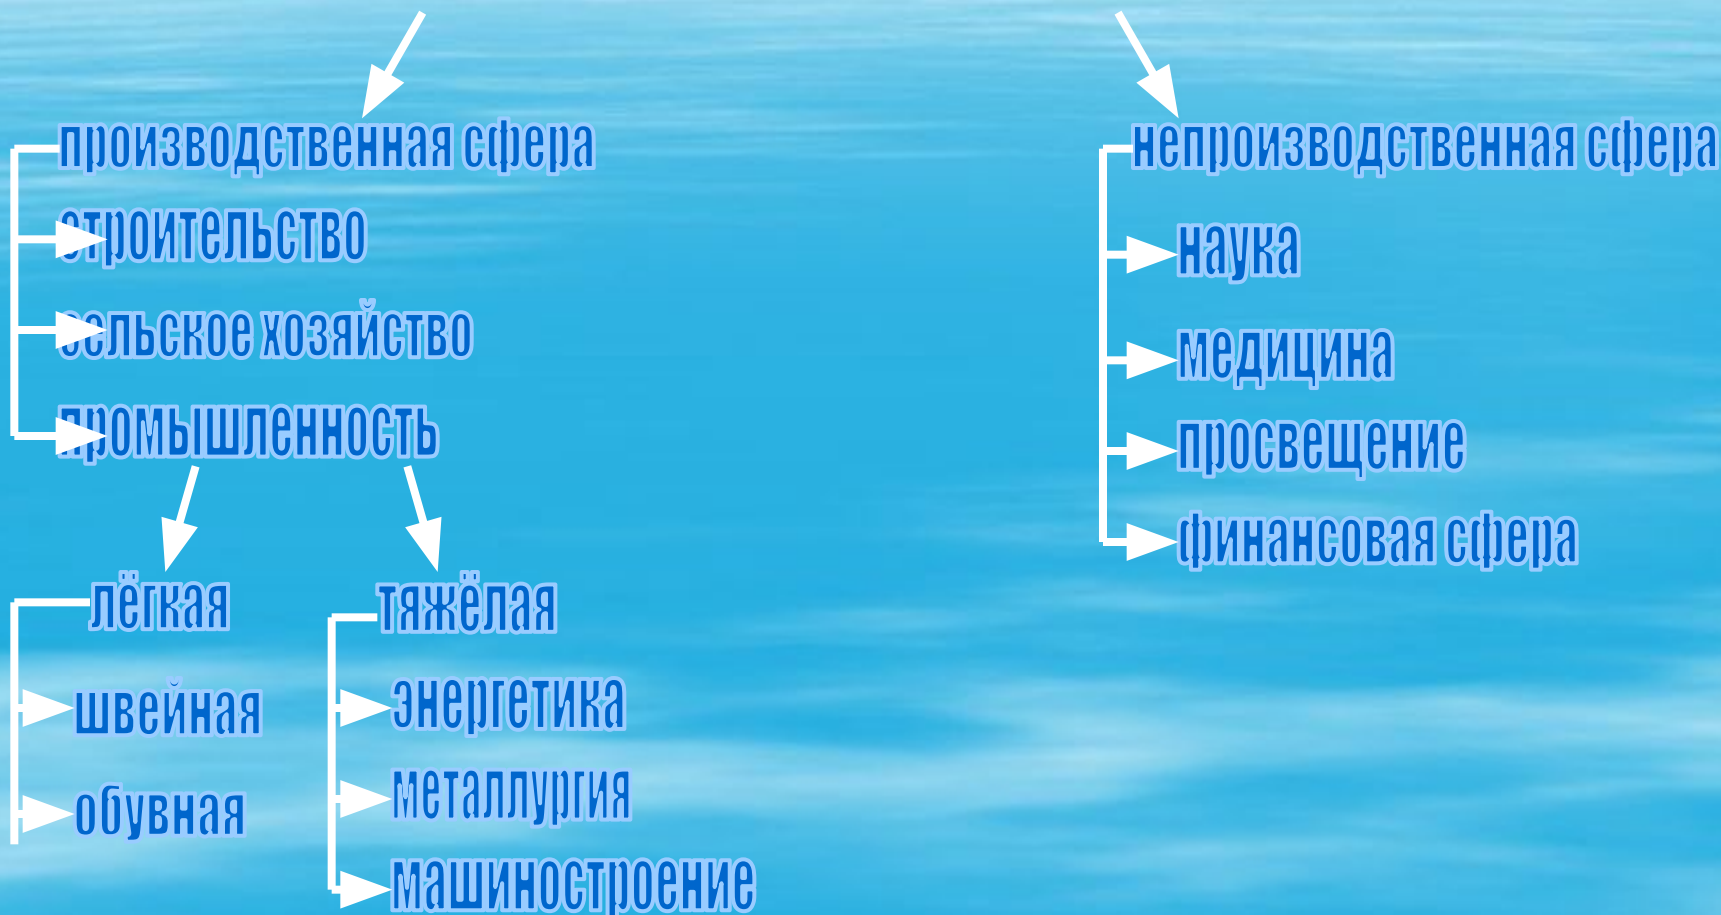 производственная сфера
строительство
сельское хозяйство
промышленность
лёгкая
швейная
обувная
тяжёлая
энергетика
металлургия
машиностроение
непроизводственная сфера
наука
медицина
просвещение
финансовая сфера